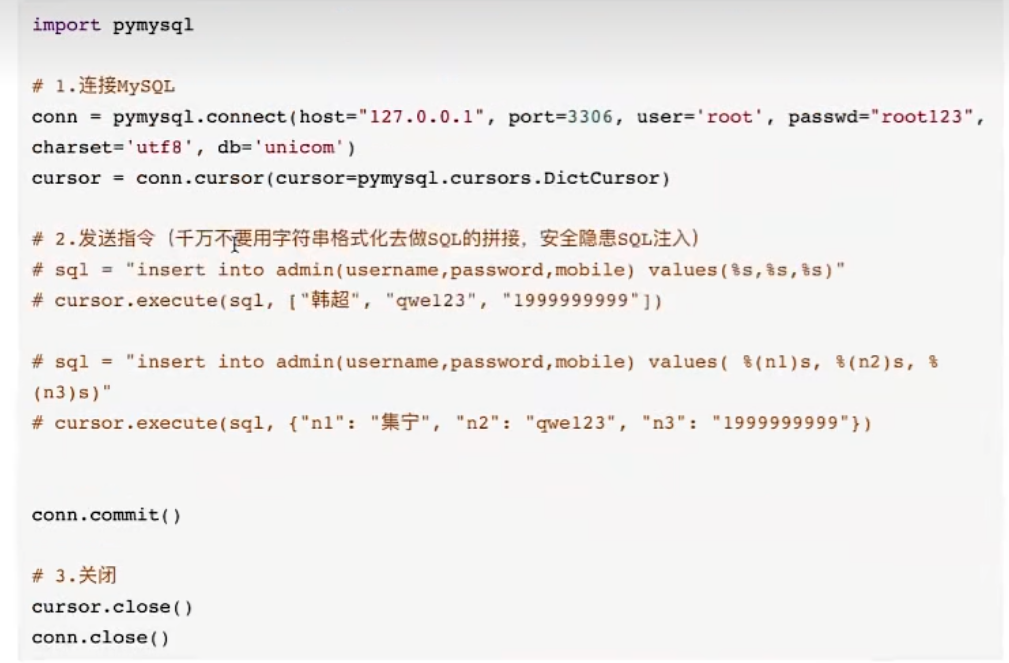 import pymysql
# 1.连接MySQL
conn = pymysql.connect(host="127.0.0.1", port=3306, user='root', passwd="root123",
charset='utf8', db='unicom')
cursor = conn.cursor(cursor=pymysql.cursors.DictCursor)
# 2.发送指令（千万不要用字符串格式化去做SQL的拼接，安全隐患SQL注入）
# sql = "insert into admin(username,password,mobile) values(%s,%s,%s)"
# cursor.execute(sql, ["韩超", "qwe123", "1999999999"])
# sql = "insert into admin(username,password,mobile) values( %(n1)s, %(n2)s, %
(n3)s)"
# cursor.execute(sql, {"n1": "集宁", "n2": "qwe123", "n3": "1999999999"})
conn.commit()
# 3.关闭
cursor.close()
conn.close()